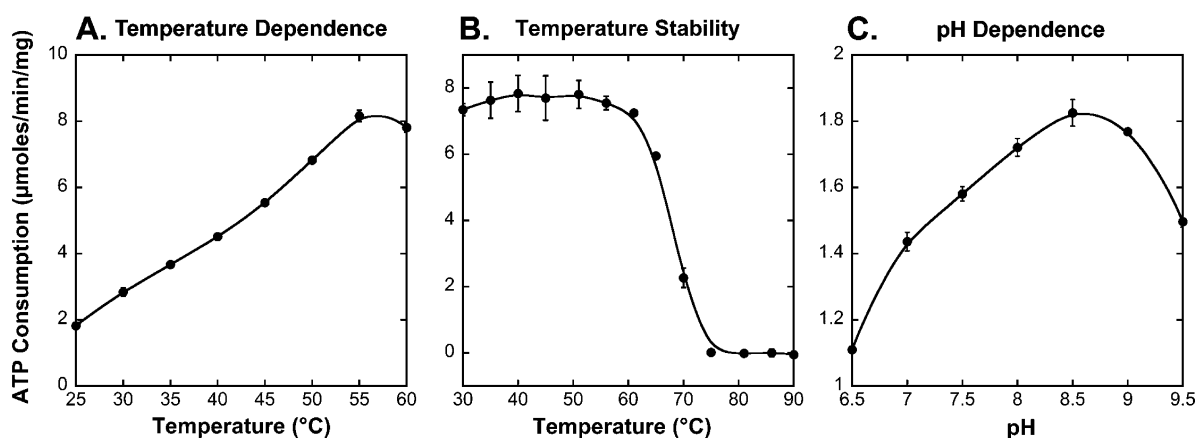 A. Temperature Dependence
B. Temperature Stability
C. pH Dependence
ATP Consumption (μmoles/min/mg)
10
8
6
4
2
0
25 30 35 40 45 50 55 60
Temperature (°C)
8
6
4
2
0
30 40 50 60 70 80 90
Temperature (°C)
2
1.8
1.6
1.4
1.2
1
6.5 7 7.5 8 8.5 9 9.5
pH